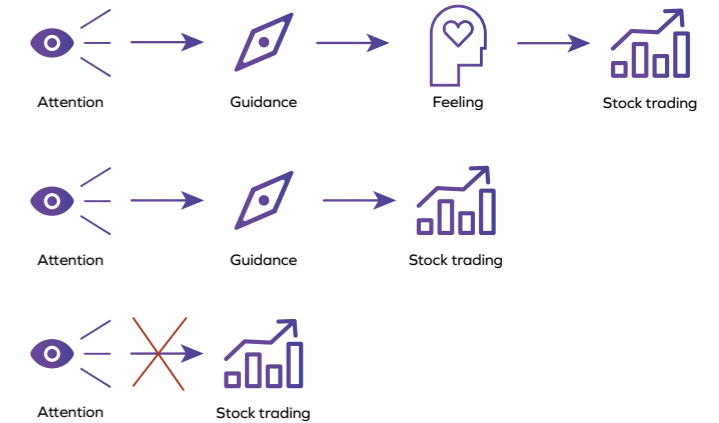 Attention Guidance Feeling Stock trading
Attention Guidance Stock trading
Attention Stock trading